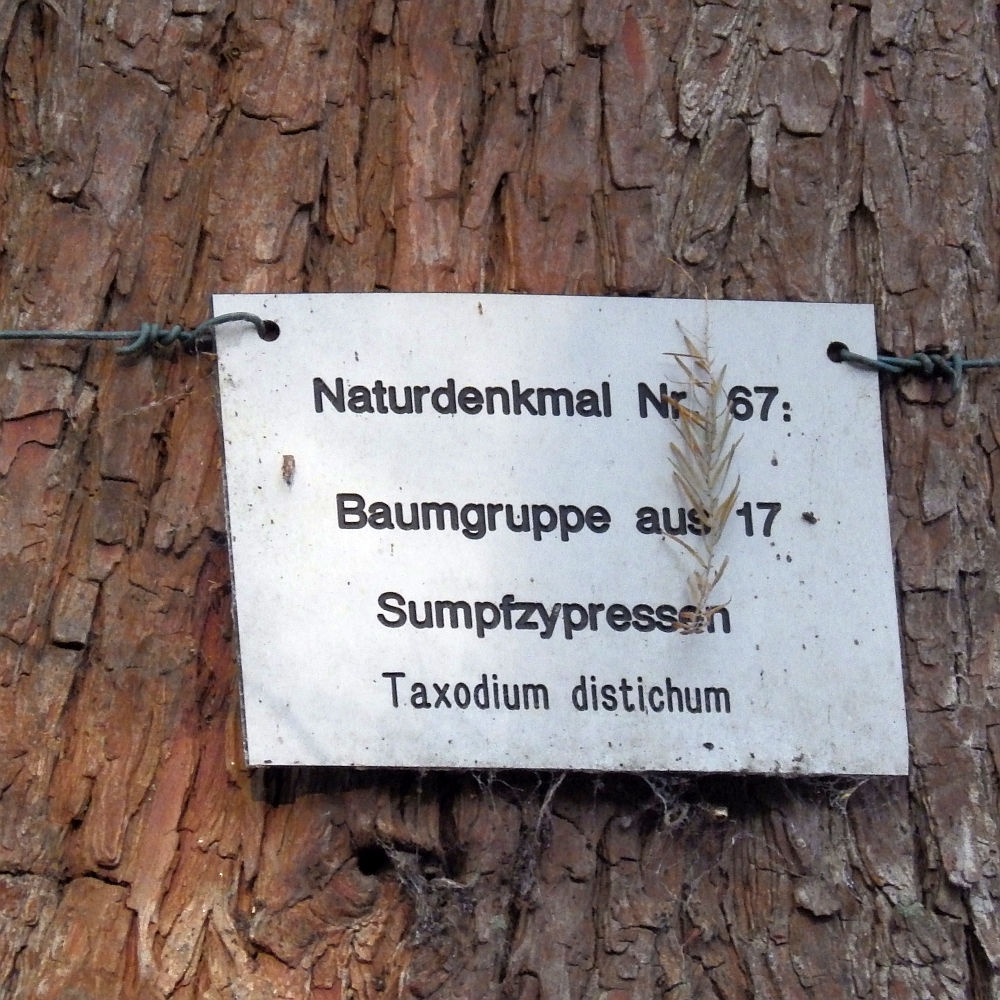 Naturdenkmal Nr. 67:
Baumgruppe aus 17
Sumpfzypressen
Taxodium distichum